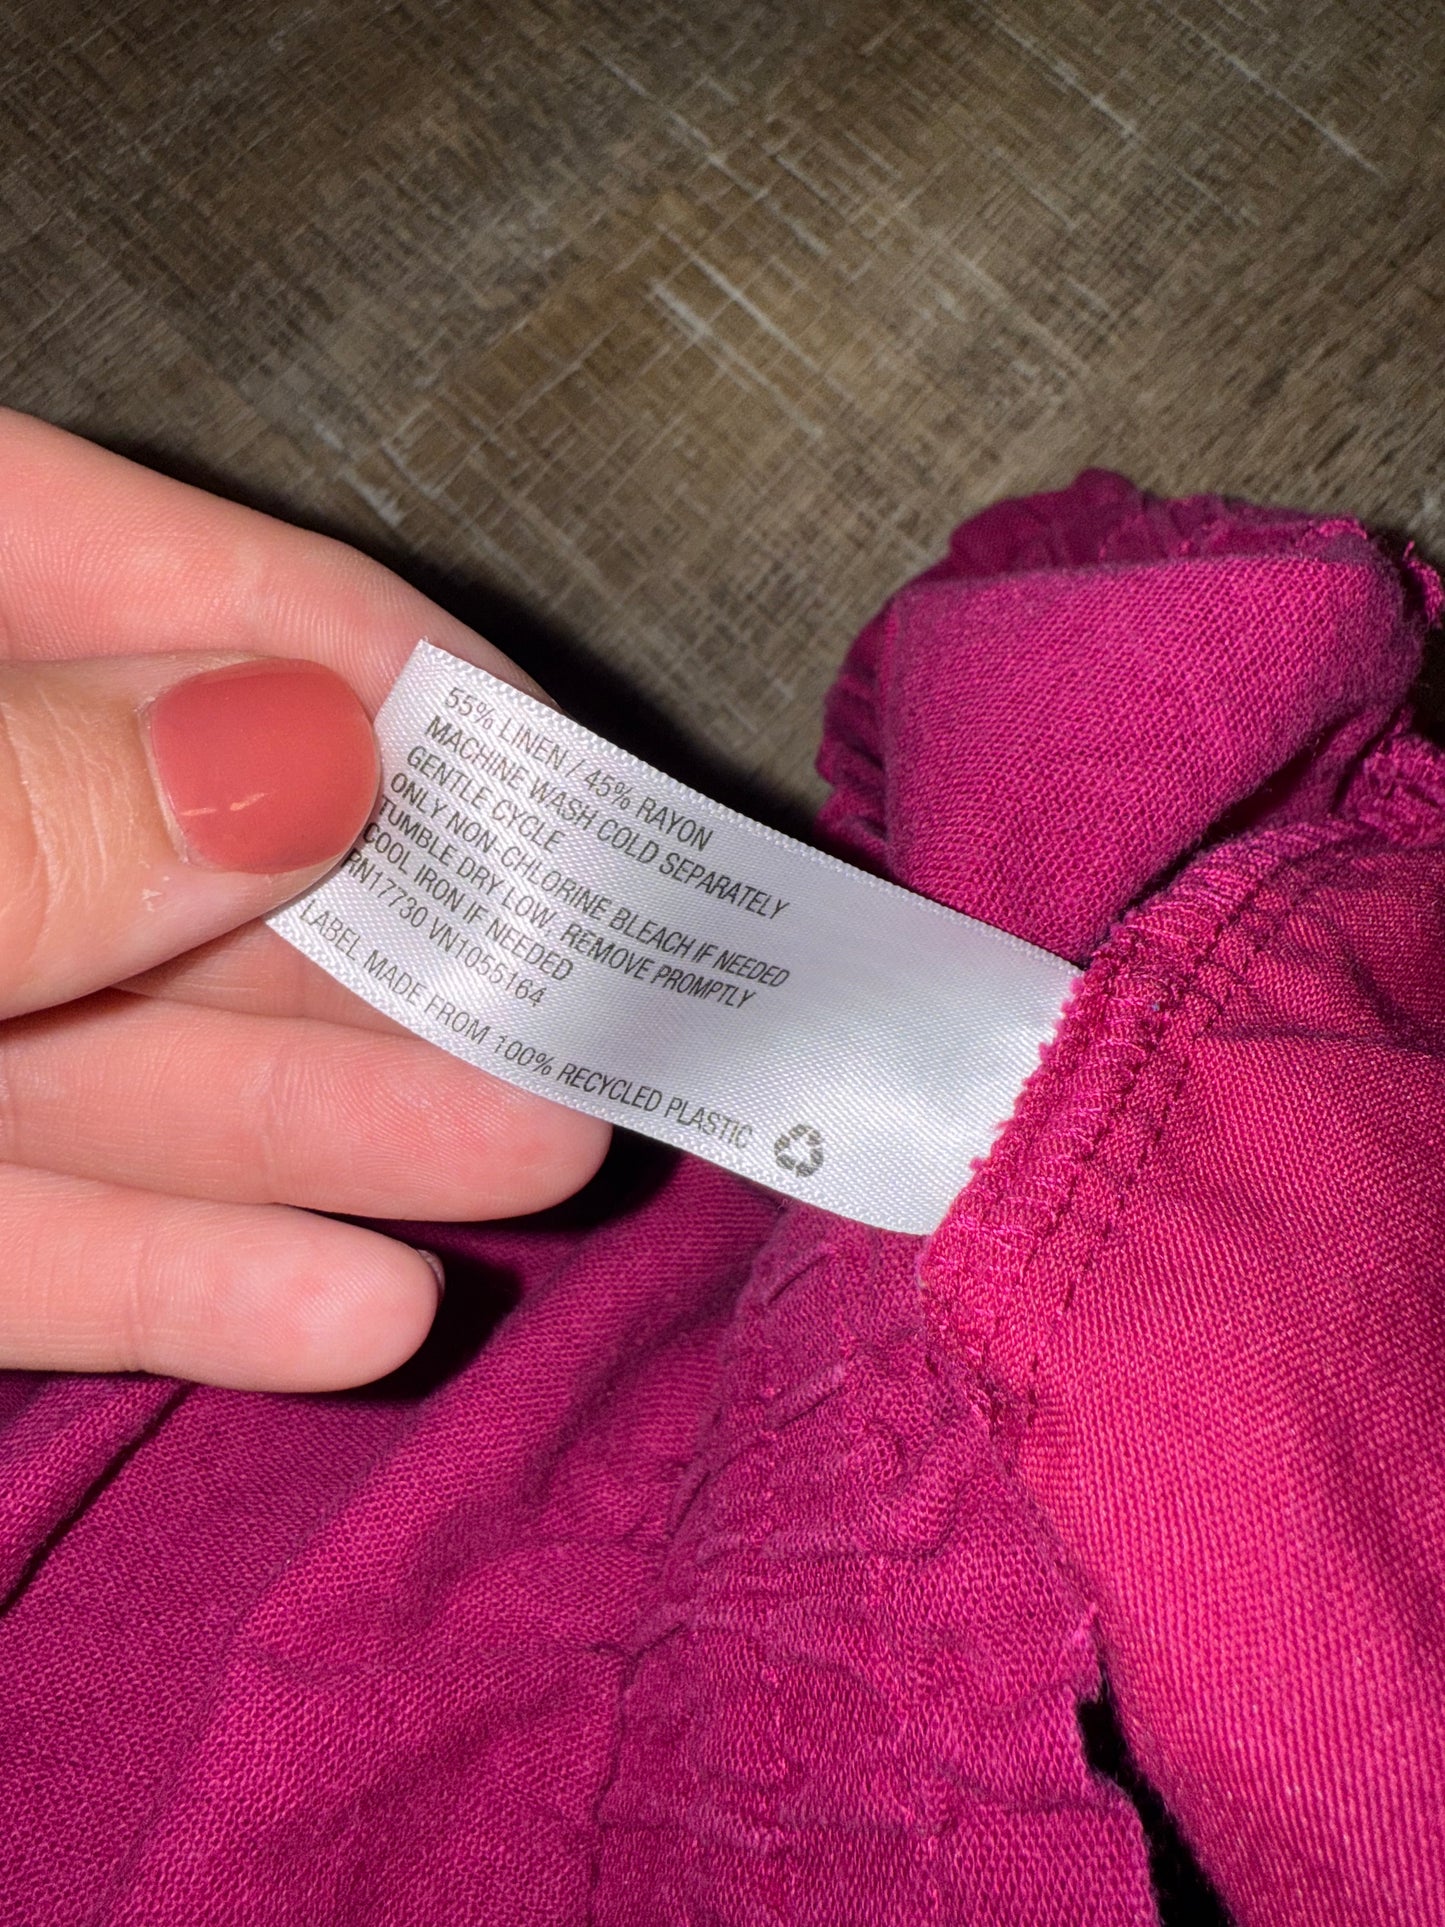 55% LINEN / 45% RAYON
MACHINE WASH COLD SEPARATELY
GENTLE CYCLE
ONLY NON-CHLORINE BLEACH IF NEEDED
TUMBLE DRY LOW, REMOVE PROMPTLY
COOL IRON IF NEEDED
RN17730 VN1055164
LABEL MADE FROM 100% RECYCLED PLASTIC